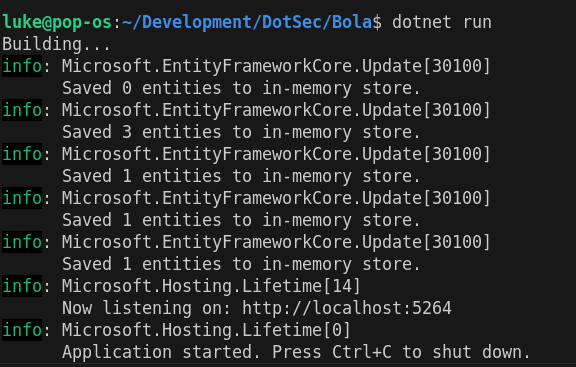 luke@pop-os:~/Development/DotSec/Bola$ dotnet run
Building...
info: Microsoft.EntityFrameworkCore.Update[30100]
      Saved 0 entities to in-memory store.
info: Microsoft.EntityFrameworkCore.Update[30100]
      Saved 3 entities to in-memory store.
info: Microsoft.EntityFrameworkCore.Update[30100]
      Saved 1 entities to in-memory store.
info: Microsoft.EntityFrameworkCore.Update[30100]
      Saved 1 entities to in-memory store.
info: Microsoft.EntityFrameworkCore.Update[30100]
      Saved 1 entities to in-memory store.
info: Microsoft.Hosting.Lifetime[14]
      Now listening on: http://localhost:5264
info: Microsoft.Hosting.Lifetime[0]
      Application started. Press Ctrl+C to shut down.